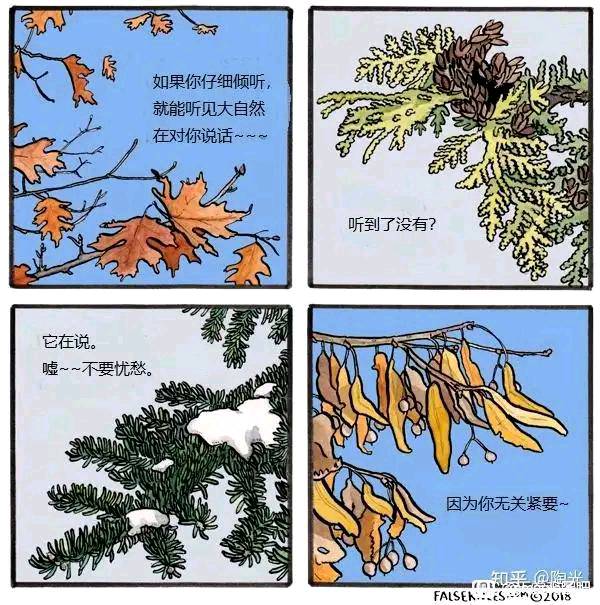 如果你仔细倾听，
就能听见大自然
在对你说话~~~
听到了没有？
它在说。
嘘~~不要忧愁。
因为你无关紧要~
知乎 @陶光
©2018